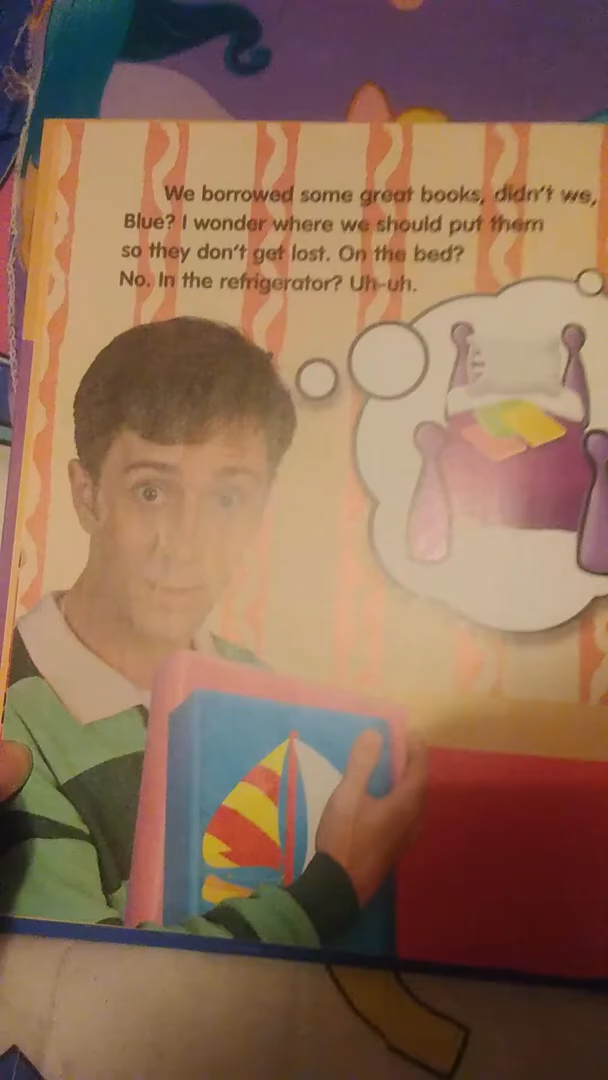 We borrowed some great books, didn't we,
Blue? I wonder where we should put them
so they don't get lost. On the bed?
No. In the refrigerator? Uh-uh.